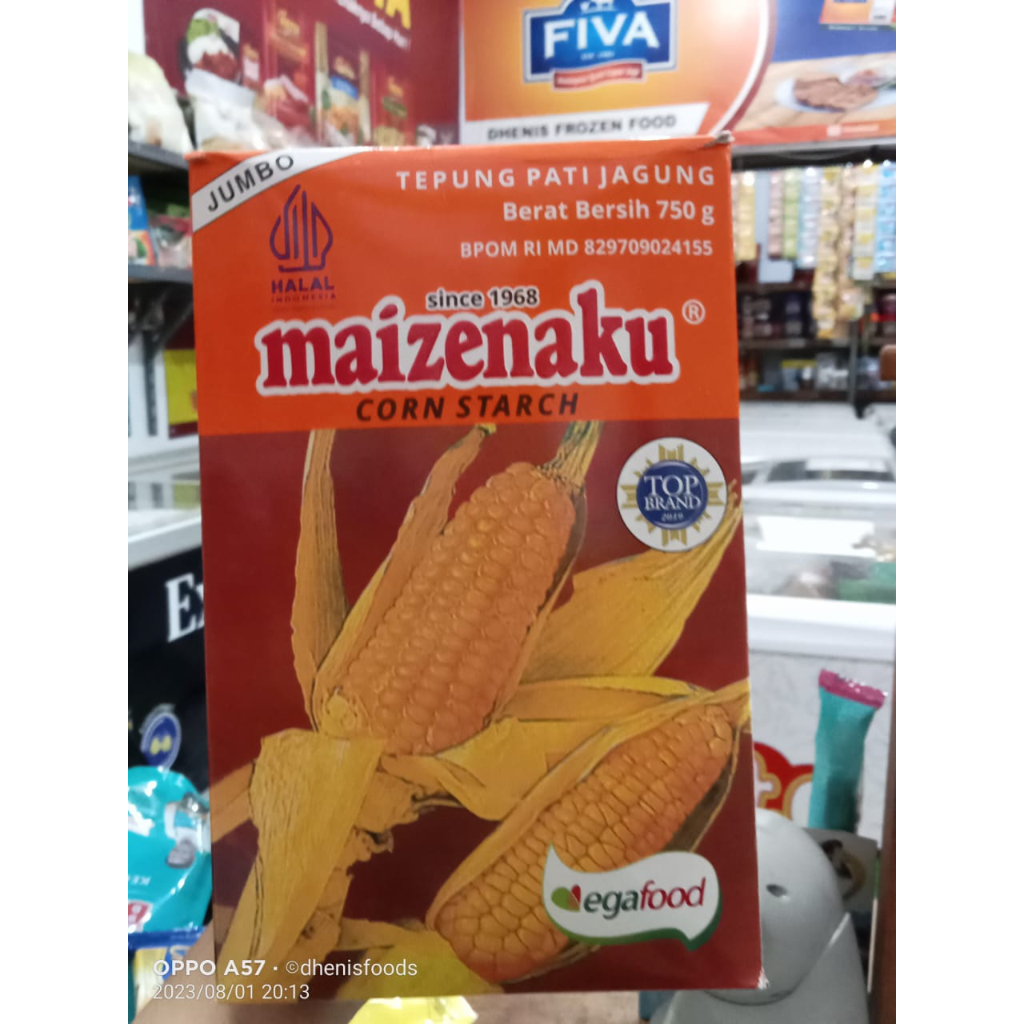 FIVA
DHENIS FROZEN FOOD
JUMBO
TEPUNG PATI JAGUNG
Berat Bersih 750 g
BPOM RI MD 829709024155
HALAL
INDONESIA
since 1968
maizenaku ®
CORN STARCH
TOP
BRAND
2019
egafood
OPPO A57 · ©dhenisfoods
2023/08/01 20:13